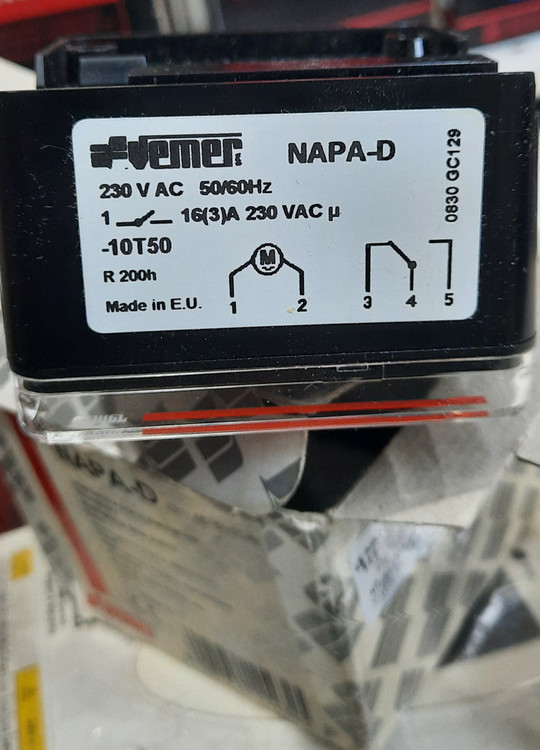 Vemer
NAPA-D
230 V AC 50/60Hz
1 16(3)A 230 VAC µ
-10T50
R 200h
Made in E.U.
M
1 2 3 4 5
0830 GC129
NAPA-D